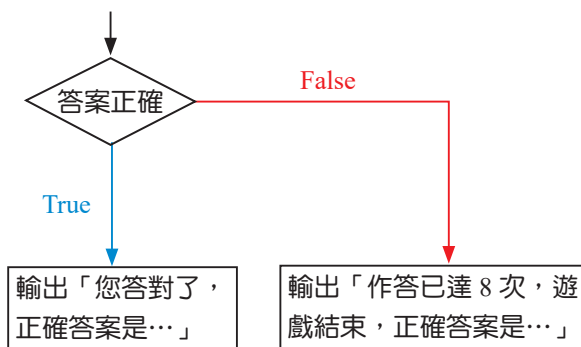 答案正確
False
True
輸出「您答對了，
正確答案是…」
輸出「作答已達 8 次，遊
戲結束，正確答案是…」